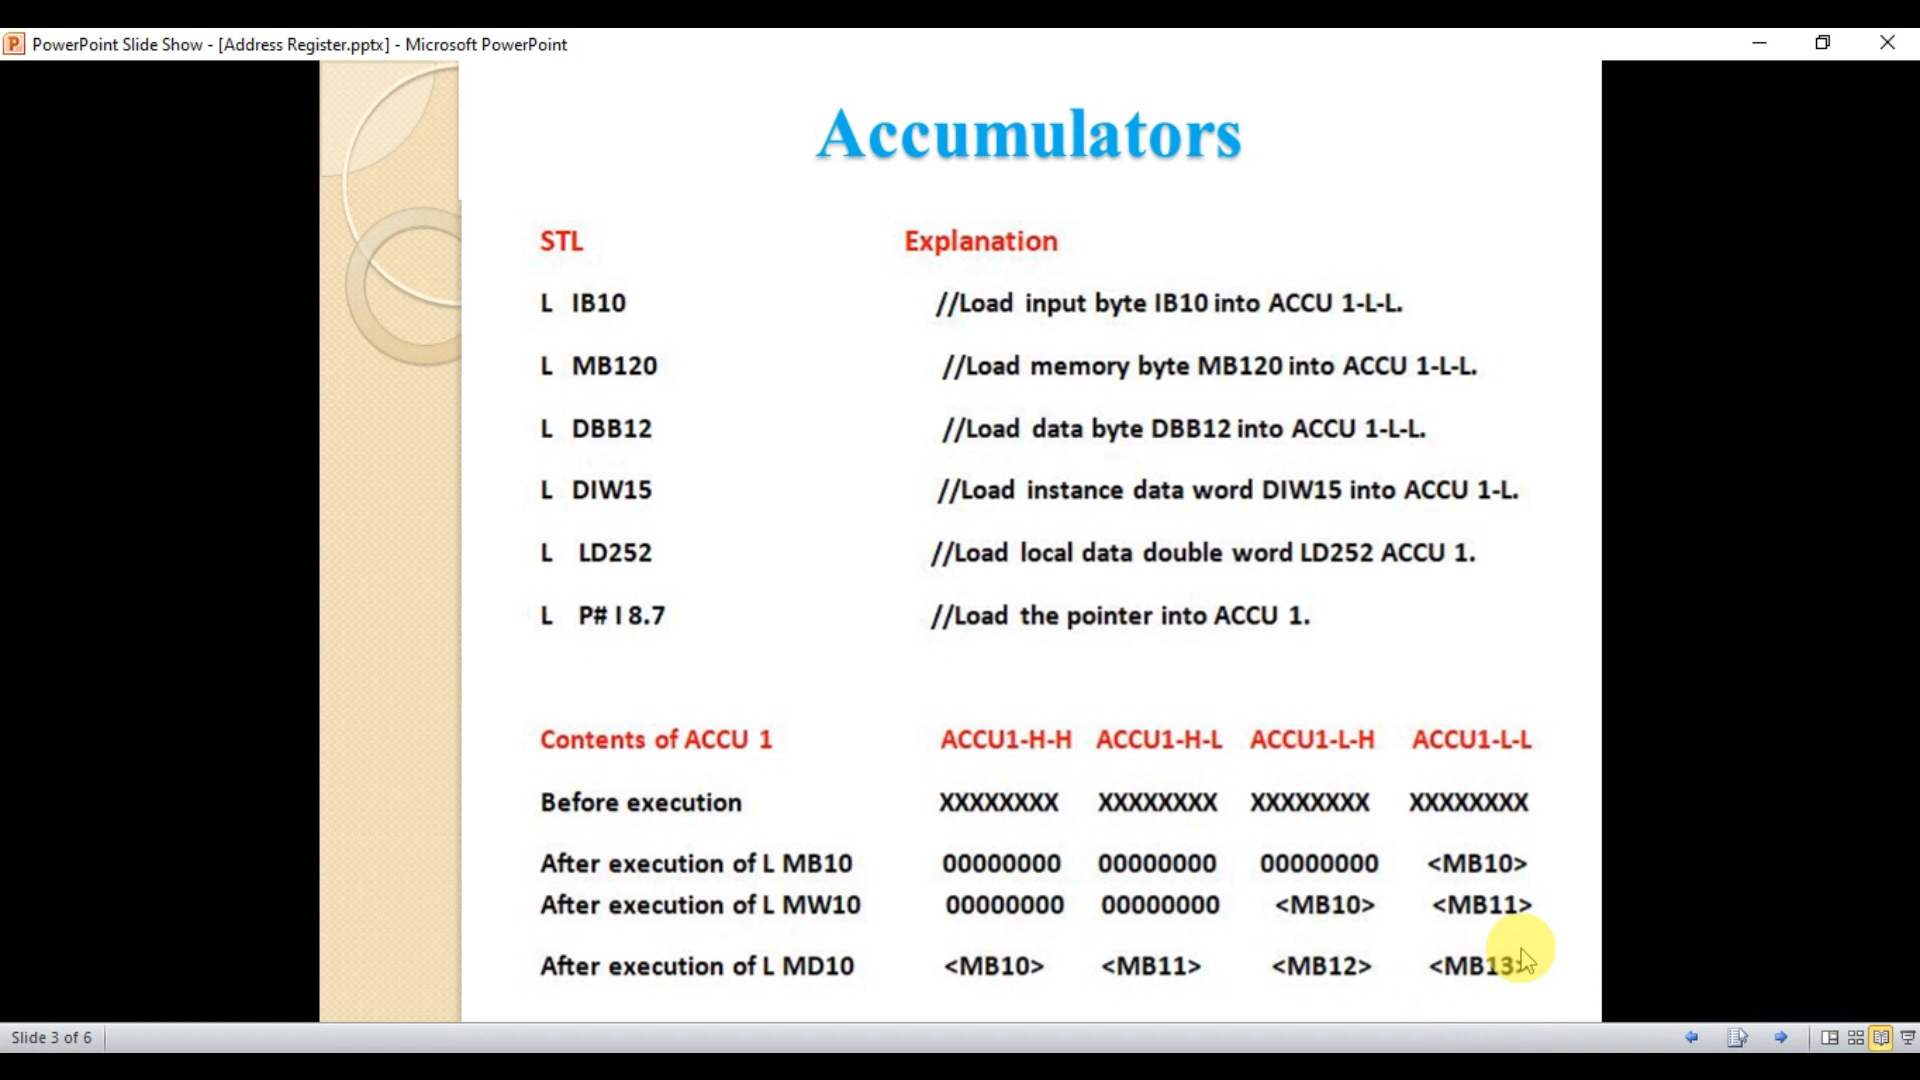 PowerPoint Slide Show - [Address Register.pptx] - Microsoft PowerPoint
Accumulators
STL Explanation
L IB10 //Load input byte IB10 into ACCU 1-L-L.
L MB120 //Load memory byte MB120 into ACCU 1-L-L.
L DBB12 //Load data byte DBB12 into ACCU 1-L-L.
L DIW15 //Load instance data word DIW15 into ACCU 1-L.
L LD252 //Load local data double word LD252 ACCU 1.
L P# I 8.7 //Load the pointer into ACCU 1.
Contents of ACCU 1 ACCU1-H-H ACCU1-H-L ACCU1-L-H ACCU1-L-L
Before execution XXXXXXXX XXXXXXXX XXXXXXXX XXXXXXXX
After execution of L MB10 00000000 00000000 00000000 <MB10>
After execution of L MW10 00000000 00000000 <MB10> <MB11>
After execution of L MD10 <MB10> <MB11> <MB12> <MB13>
Slide 3 of 6